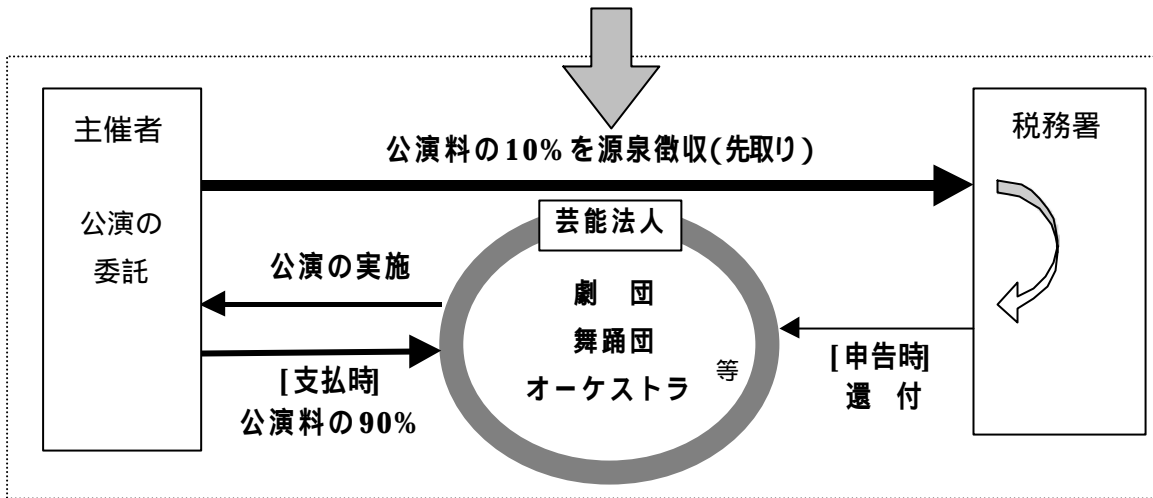 主催者
公演の
委託
公演料の10%を源泉徴収(先取り)
税務署
芸能法人
公演の実施
劇 団
舞踊団
オーケストラ 等
[支払時]
公演料の90%
[申告時]
還 付